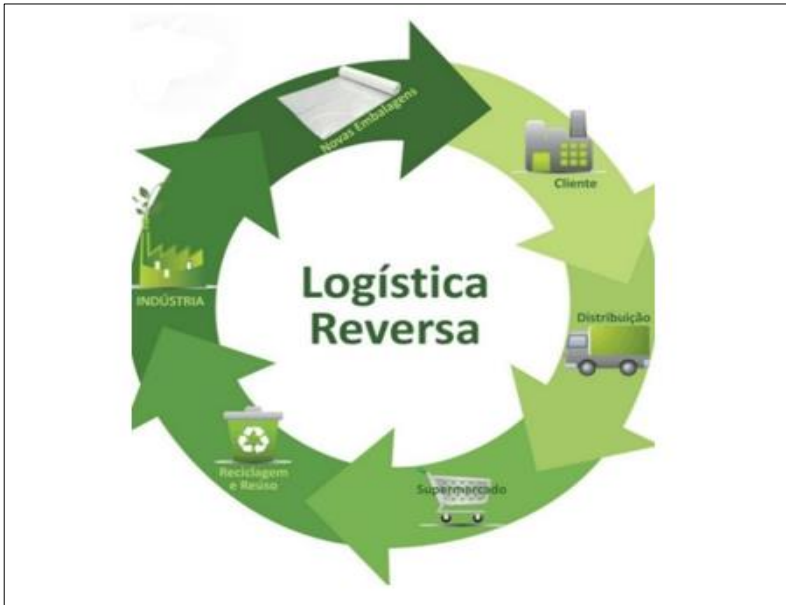 Novas Embalagens
Cliente
Distribuição
Supermercado
Reciclagem
e Reúso
INDÚSTRIA
Logística
Reversa